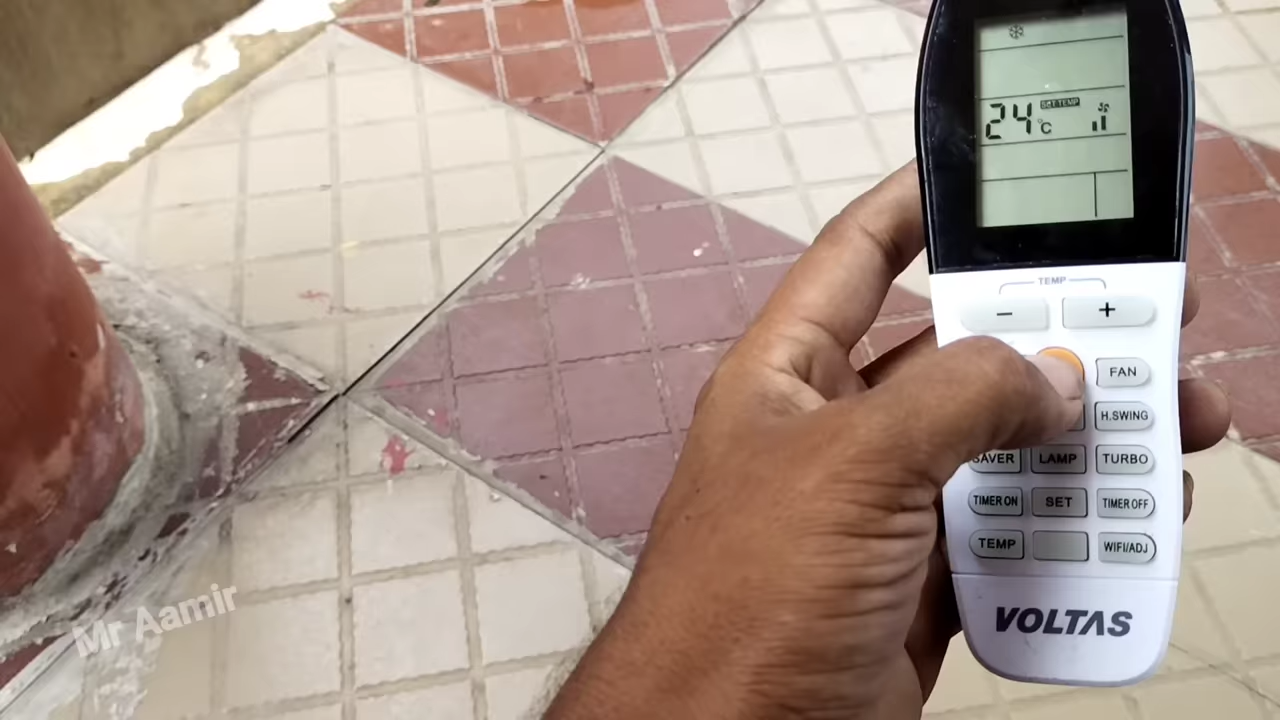 24 °C SET TEMP
TEMP
- +
FAN
H.SWING
SAVER LAMP TURBO
TIMER ON SET TIMER OFF
TEMP WIFI/ADJ
VOLTAS
Mr Aamir